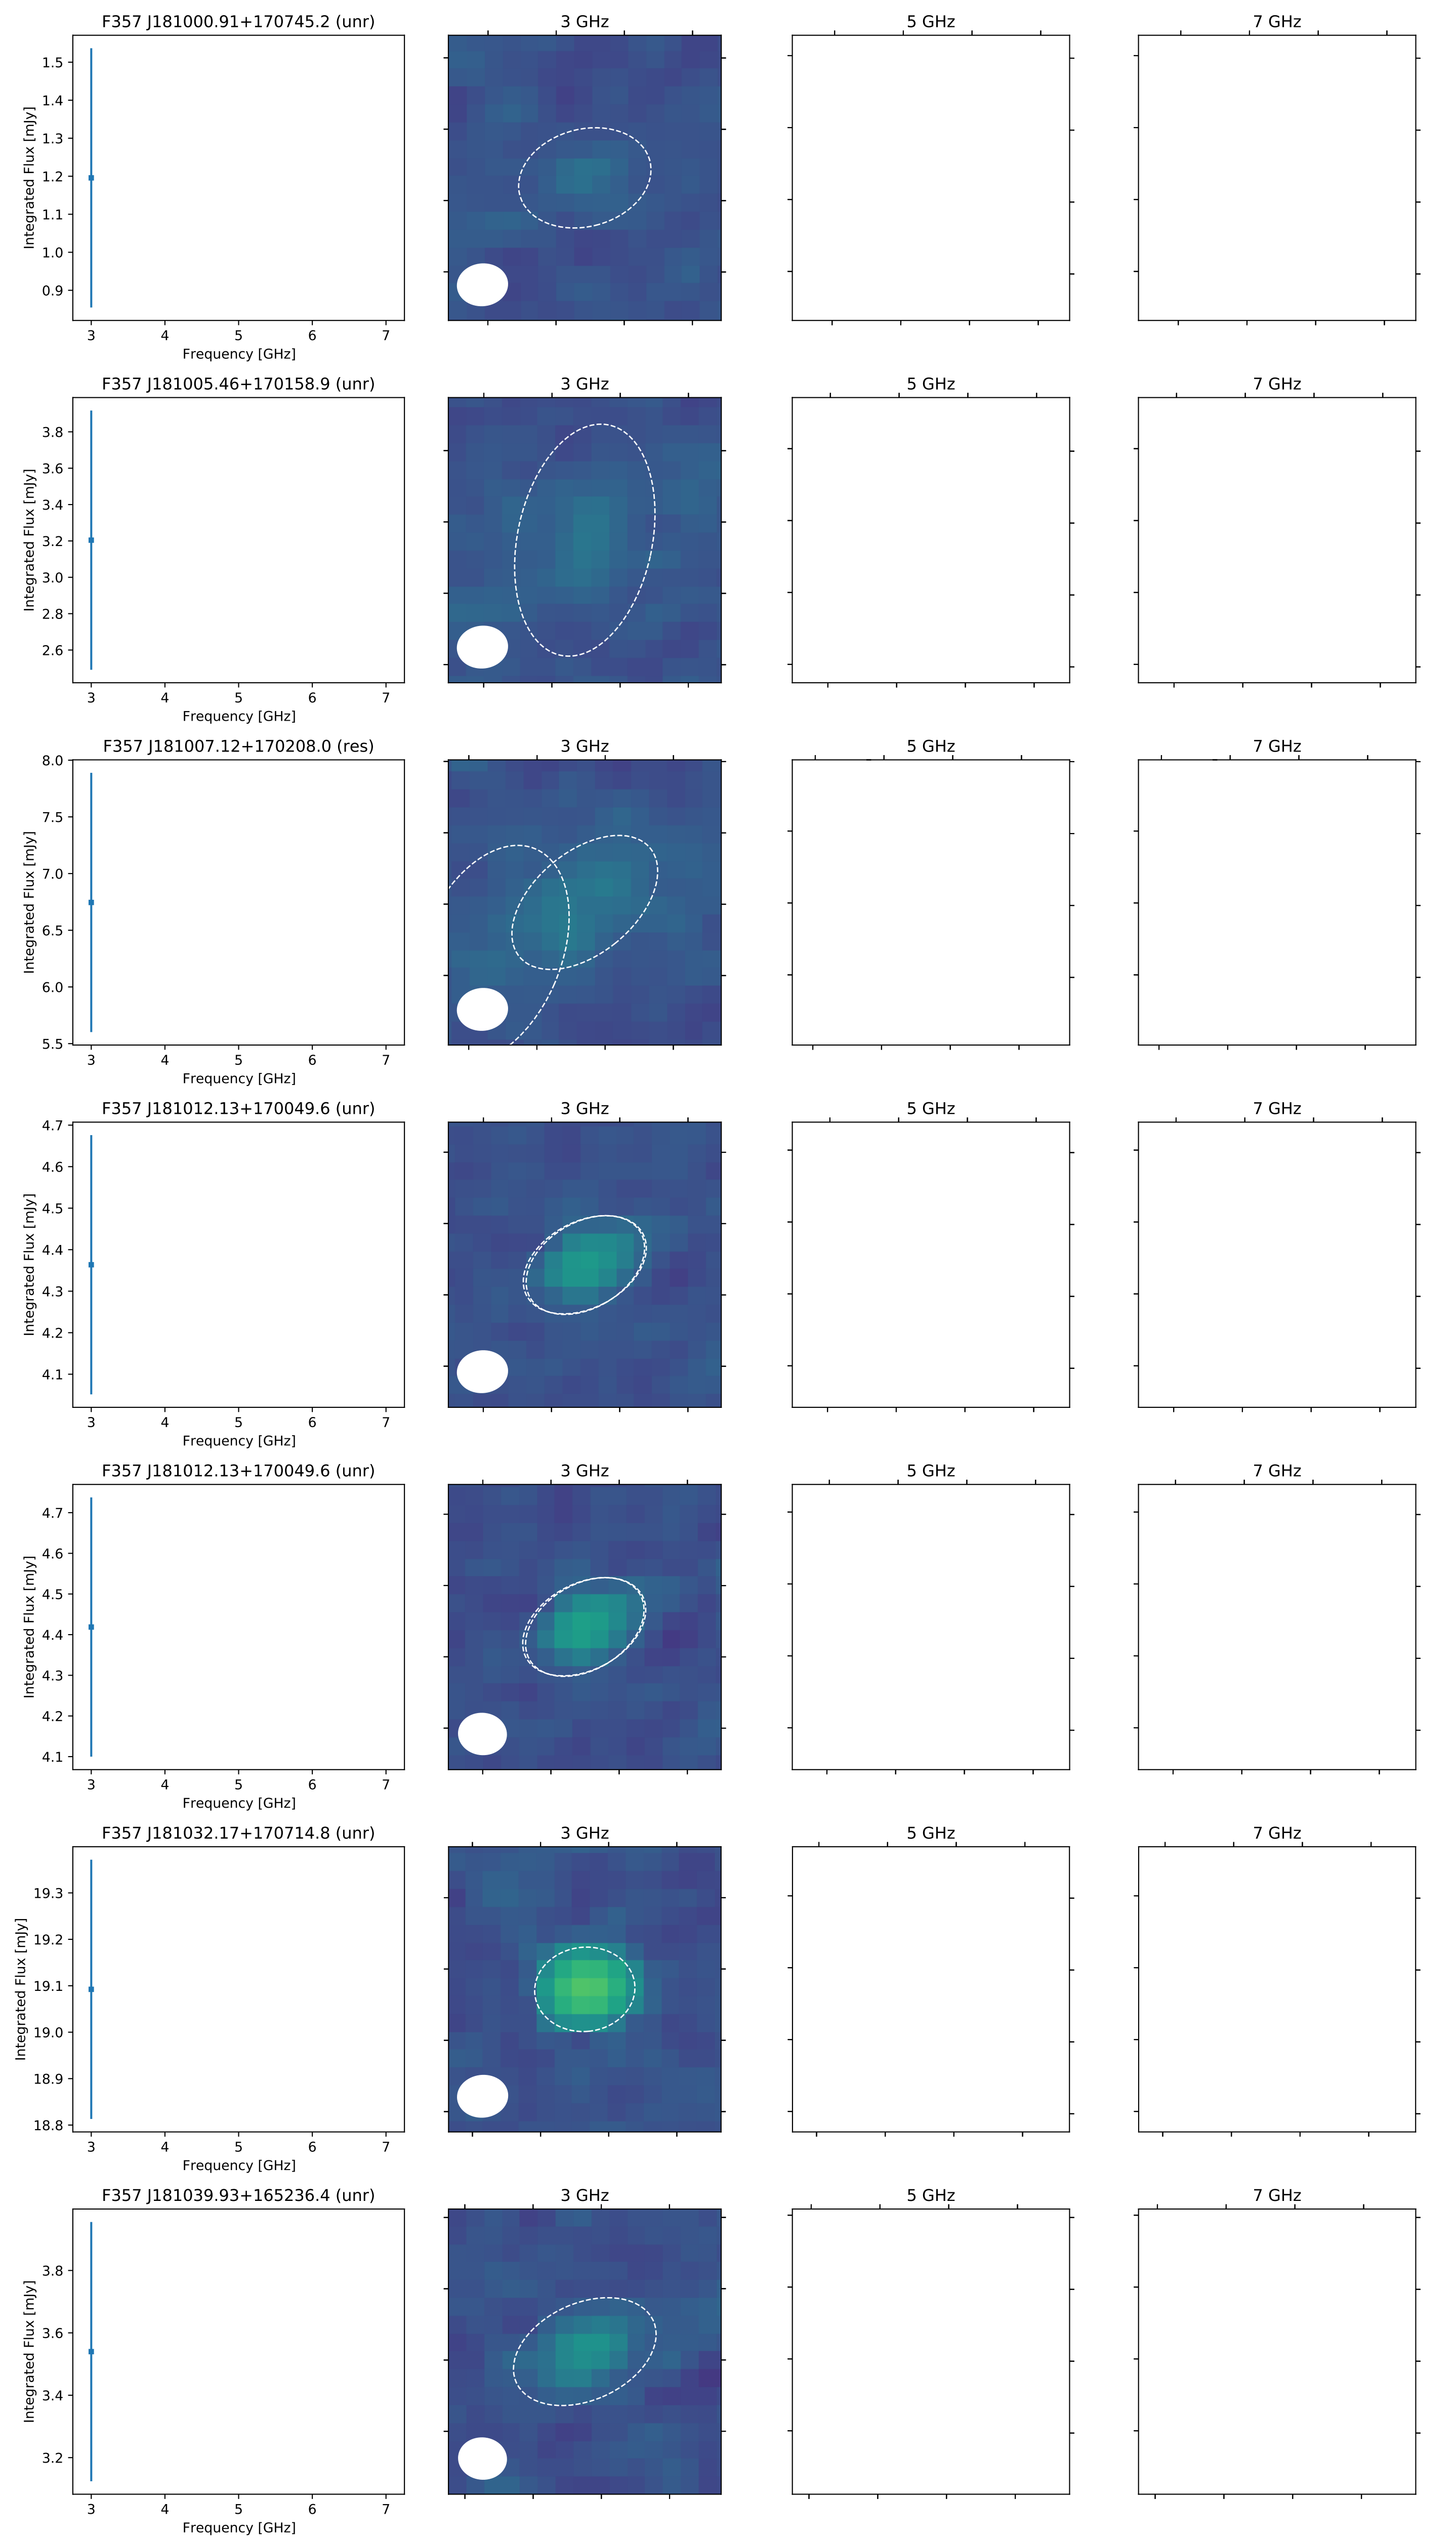 F357 J181000.91+170745.2 (unr) 3 GHz 5 GHz 7 GHz
1.5
1.4
1.3
1.2
1.1
1.0
0.9
Integrated Flux [mJy]
3 4 5 6 7
Frequency [GHz]
F357 J181005.46+170158.9 (unr) 3 GHz 5 GHz 7 GHz
3.8
3.6
3.4
3.2
3.0
2.8
2.6
Integrated Flux [mJy]
3 4 5 6 7
Frequency [GHz]
F357 J181007.12+170208.0 (res) 3 GHz 5 GHz 7 GHz
8.0
7.5
7.0
6.5
6.0
5.5
Integrated Flux [mJy]
3 4 5 6 7
Frequency [GHz]
F357 J181012.13+170049.6 (unr) 3 GHz 5 GHz 7 GHz
4.7
4.6
4.5
4.4
4.3
4.2
4.1
Integrated Flux [mJy]
3 4 5 6 7
Frequency [GHz]
F357 J181012.13+170049.6 (unr) 3 GHz 5 GHz 7 GHz
4.7
4.6
4.5
4.4
4.3
4.2
4.1
Integrated Flux [mJy]
3 4 5 6 7
Frequency [GHz]
F357 J181032.17+170714.8 (unr) 3 GHz 5 GHz 7 GHz
19.3
19.2
19.1
19.0
18.9
18.8
Integrated Flux [mJy]
3 4 5 6 7
Frequency [GHz]
F357 J181039.93+165236.4 (unr) 3 GHz 5 GHz 7 GHz
3.8
3.6
3.4
3.2
Integrated Flux [mJy]
3 4 5 6 7
Frequency [GHz]